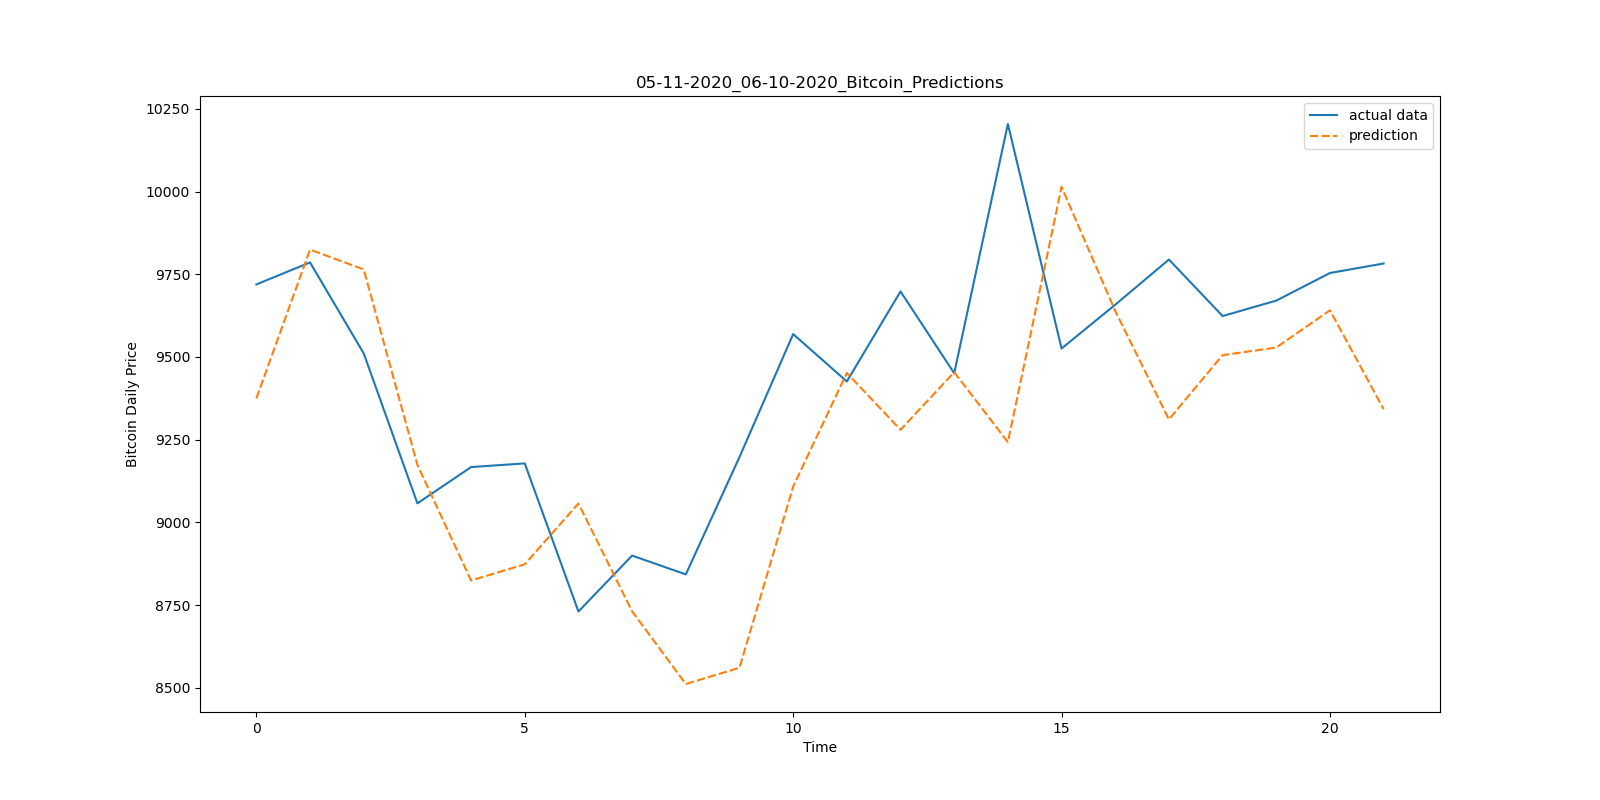 05-11-2020_06-10-2020_Bitcoin_Predictions
actual data
prediction
10250
10000
9750
9500
9250
9000
8750
8500
Bitcoin Daily Price
0 5 10 15 20
Time